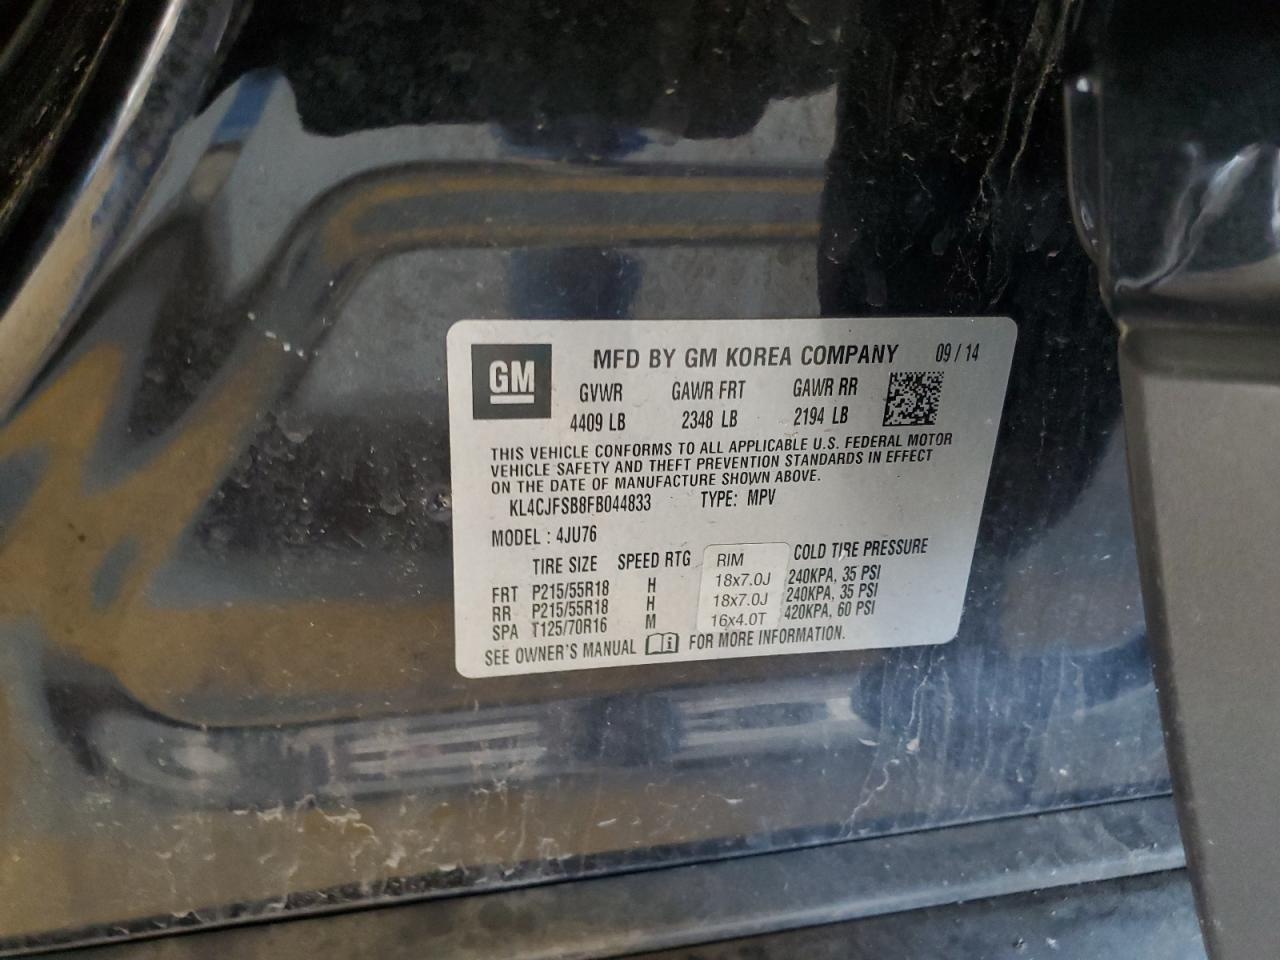 GM
MFD BY GM KOREA COMPANY 09 / 14
GVWR GAWR FRT GAWR RR
4409 LB 2348 LB 2194 LB
THIS VEHICLE CONFORMS TO ALL APPLICABLE U.S. FEDERAL MOTOR
VEHICLE SAFETY AND THEFT PREVENTION STANDARDS IN EFFECT
ON THE DATE OF MANUFACTURE SHOWN ABOVE.
KL4CJFSB8FB044833 TYPE: MPV
MODEL : 4JU76
TIRE SIZE SPEED RTG RIM COLD TIRE PRESSURE
FRT P215/55R18 H 18x7.0J 240KPA, 35 PSI
RR P215/55R18 H 18x7.0J 240KPA, 35 PSI
SPA T125/70R16 M 16x4.0T 420KPA, 60 PSI
SEE OWNER'S MANUAL FOR MORE INFORMATION.